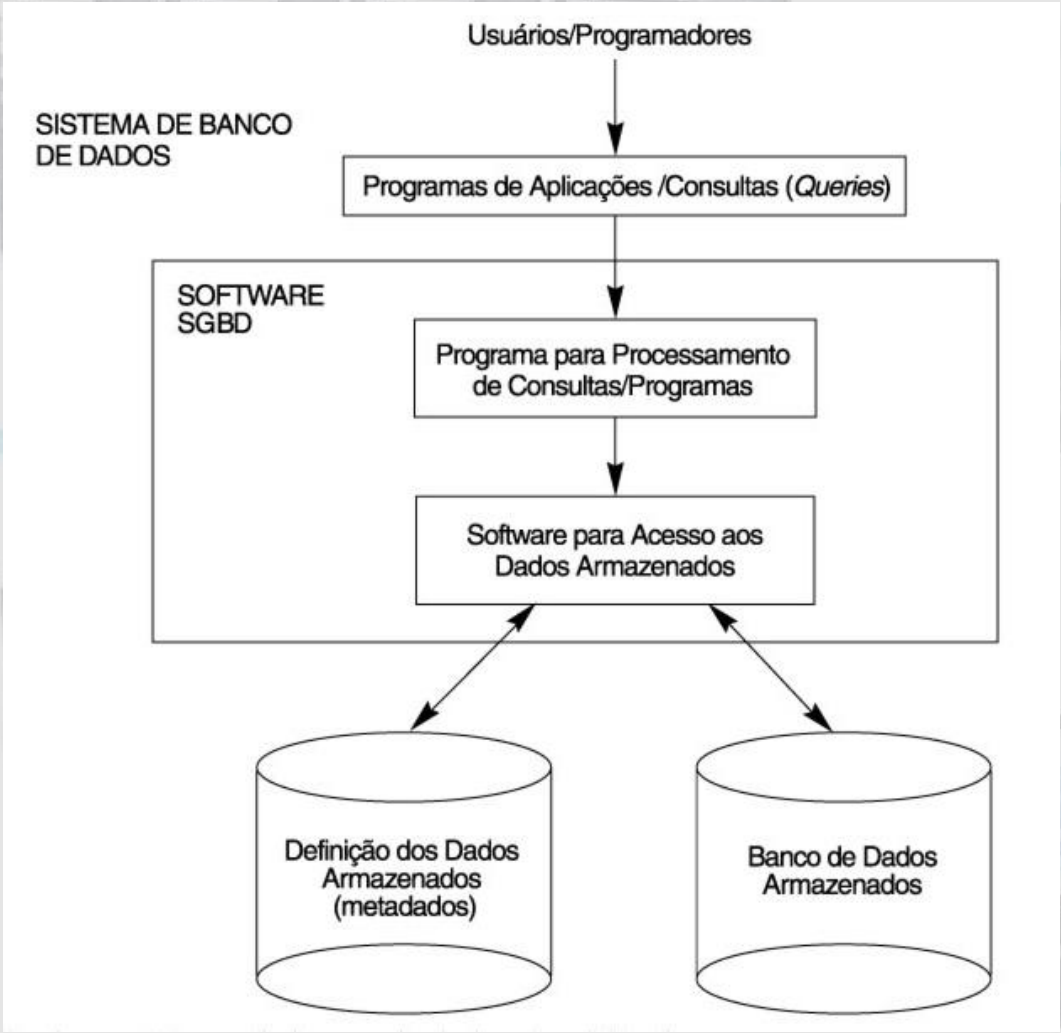 Usuários/Programadores
SISTEMA DE BANCO
DE DADOS
Programas de Aplicações /Consultas (Queries)
SOFTWARE
SGBD
Programa para Processamento
de Consultas/Programas
Software para Acesso aos
Dados Armazenados
Definição dos Dados
Armazenados
(metadados)
Banco de Dados
Armazenados